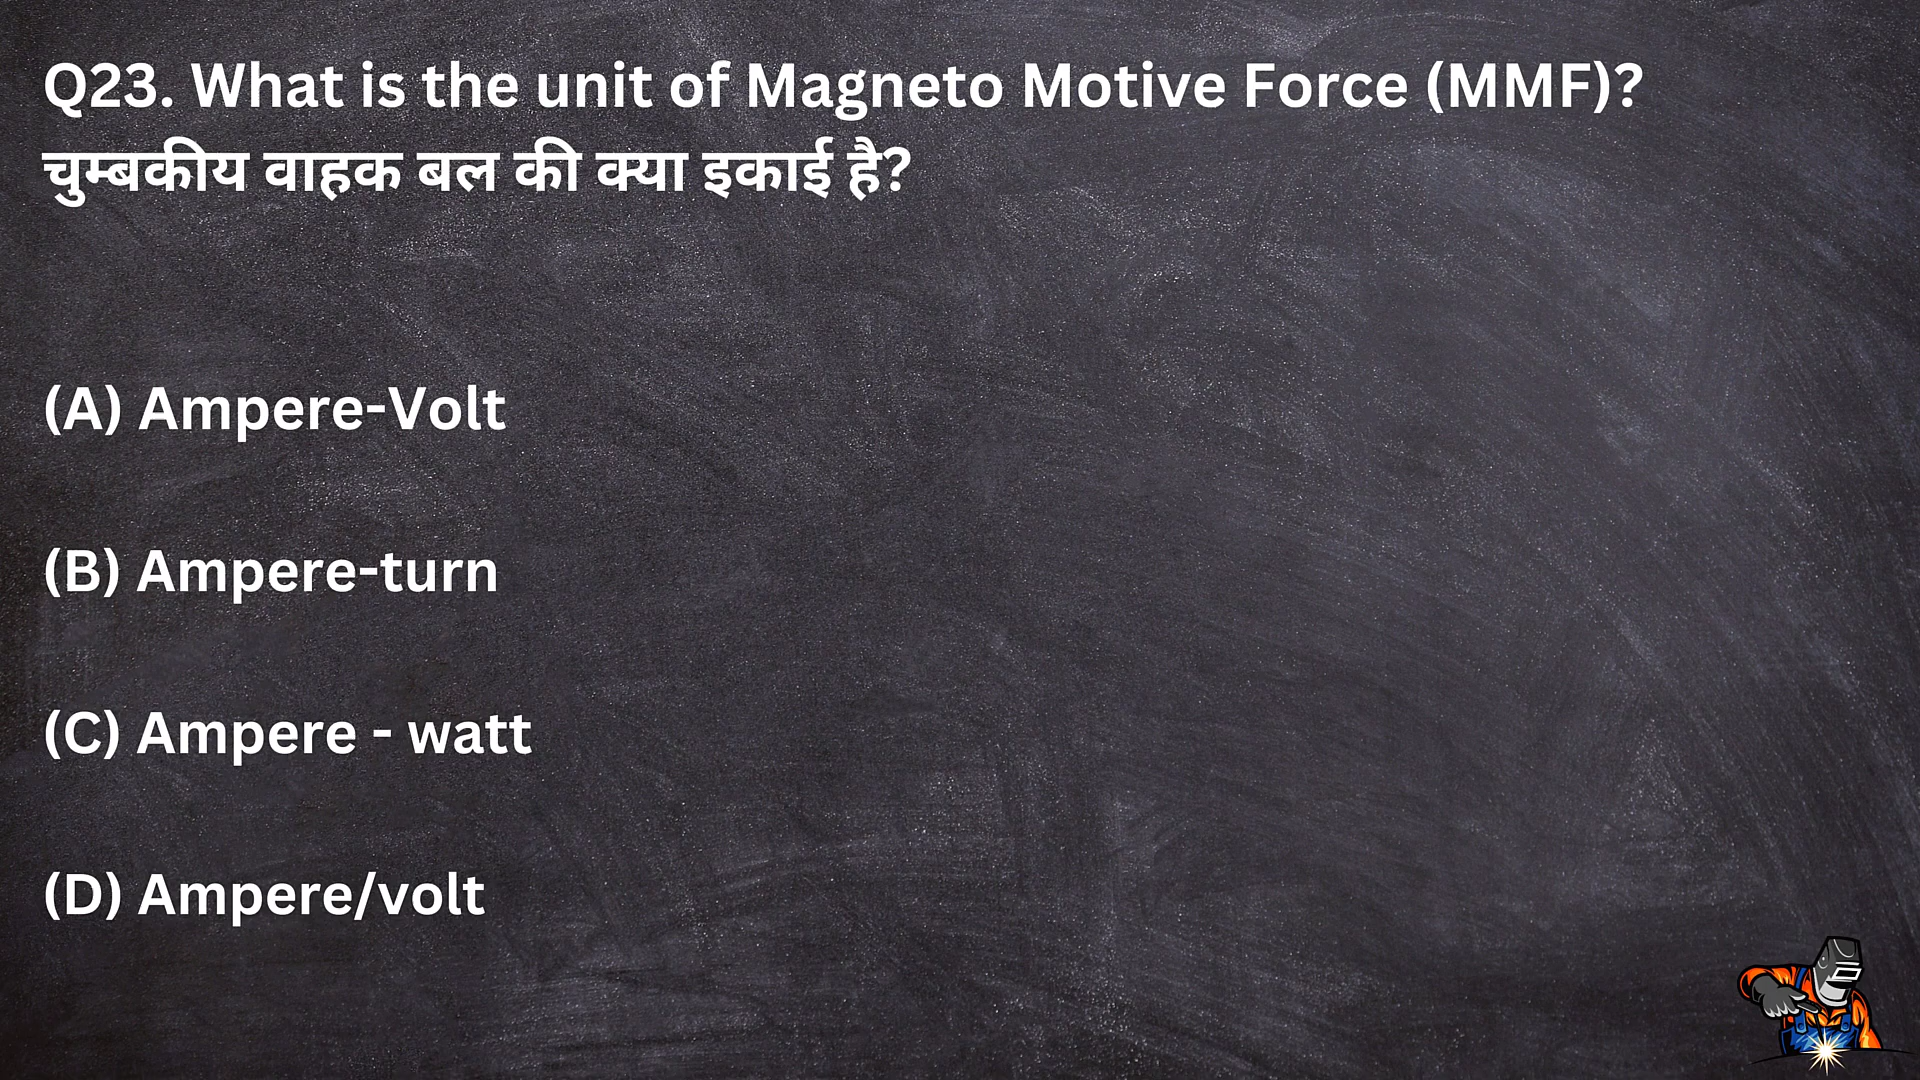 Q23. What is the unit of Magneto Motive Force (MMF)?
चुम्बकीय वाहक बल की क्या इकाई है?
(A) Ampere-Volt
(B) Ampere-turn
(C) Ampere - watt
(D) Ampere/volt